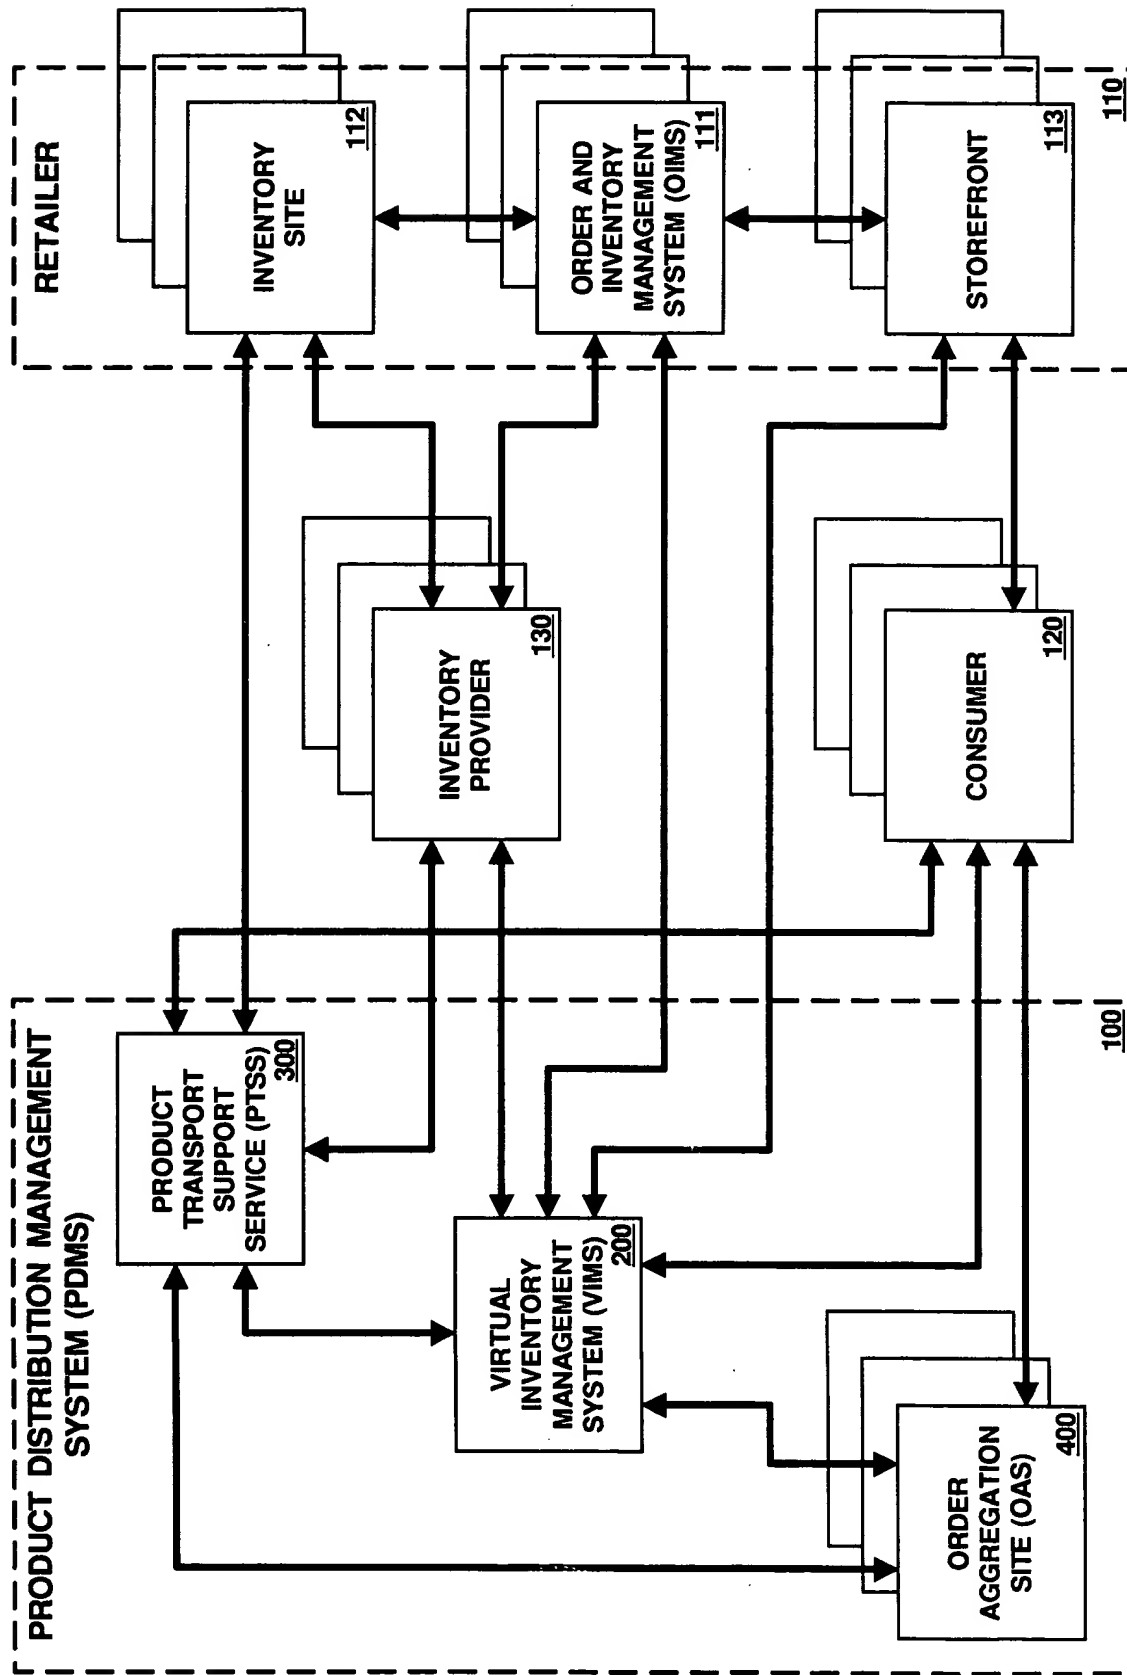 PRODUCT DISTRIBUTION MANAGEMENT
SYSTEM (PDMS)
PRODUCT
TRANSPORT
SUPPORT
SERVICE (PTSS)
300
VIRTUAL
INVENTORY
MANAGEMENT
SYSTEM (VIMS)
200
ORDER
AGGREGATION
SITE (OAS)
400
100
INVENTORY
PROVIDER
130
CONSUMER
120
RETAILER
INVENTORY
SITE
112
ORDER AND
INVENTORY
MANAGEMENT
SYSTEM (OIMS)
111
STOREFRONT
113
110